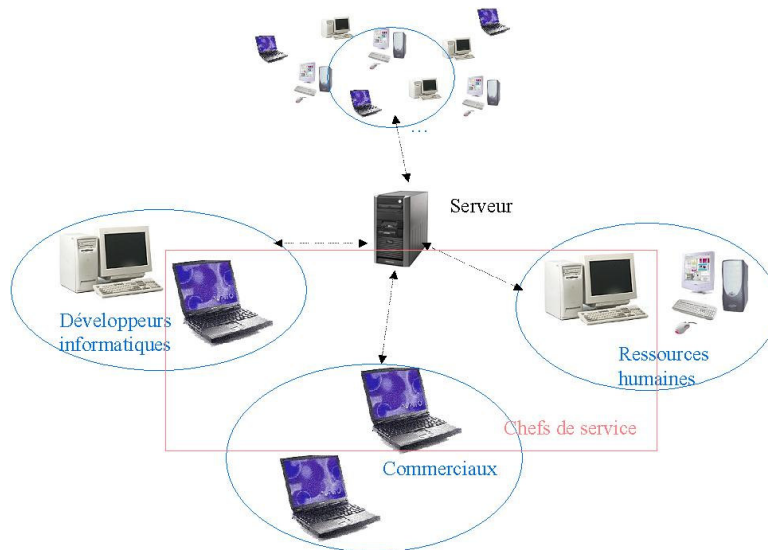 ...
Serveur
Développeurs
informatiques
Ressources
humaines
Chefs de service
Commerciaux